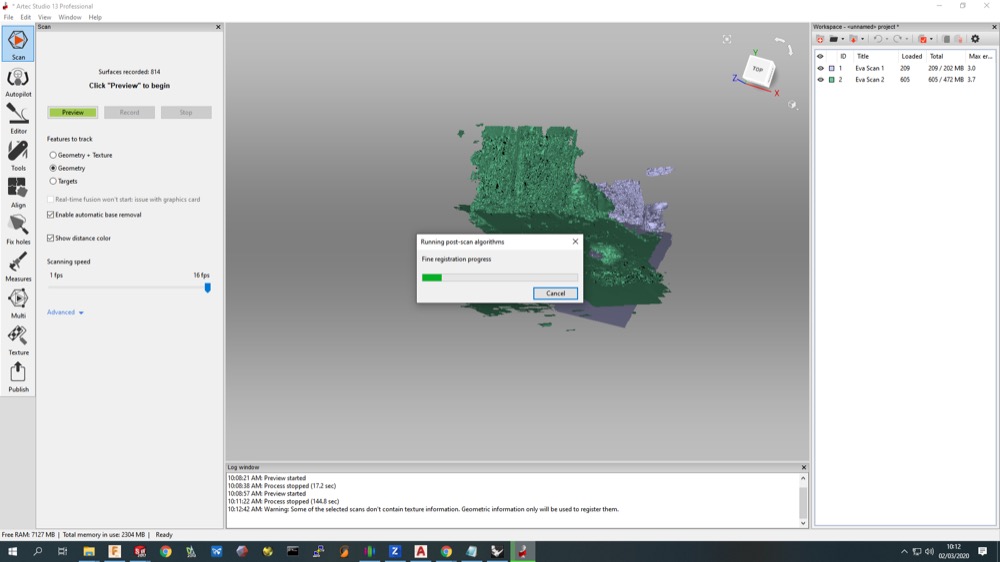 * Artec Studio 13 Professional
File Edit View Window Help
Scan
Scan
Autopilot
Editor
Tools
Align
Fix holes
Measures
Multi
Texture
Publish
Surfaces recorded: 814
Click "Preview" to begin
Preview Record Stop
Features to track
Geometry + Texture
Geometry
Targets
Real-time fusion won't start: issue with graphics card
Enable automatic base removal
Show distance color
Scanning speed
1 fps 16 fps
Advanced
Y
TOP
Z
X
Running post-scan algorithms
Fine registration progress
Cancel
Workspace - <unnamed> project *
ID Title Loaded Total Max er...
1 Eva Scan 1 209 209 / 202 MB 3.0
2 Eva Scan 2 605 605 / 472 MB 3.7
Log window
10:08:21 AM: Preview started
10:08:38 AM: Process stopped (17.2 sec)
10:08:57 AM: Preview started
10:11:22 AM: Process stopped (144.8 sec)
10:12:42 AM: Warning: Some of the selected scans don't contain texture information. Geometric information only will be used to register them.
Free RAM: 7127 MB | Total memory in use: 2304 MB | Ready
10:12
02/03/2020